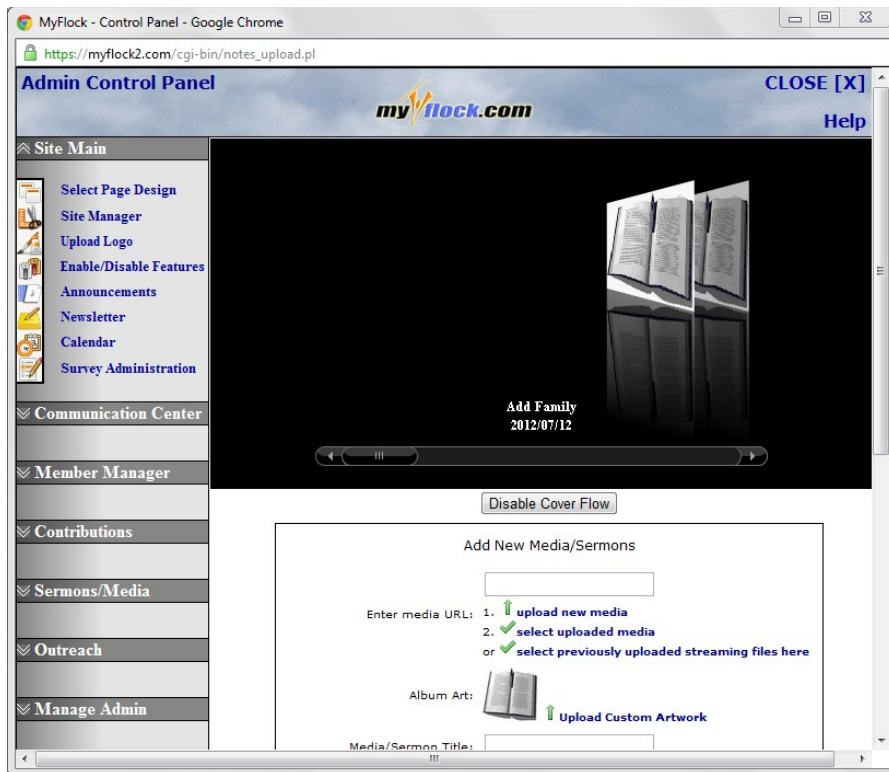 MyFlock - Control Panel - Google Chrome
https://myflock2.com/cgi-bin/notes_upload.pl
Admin Control Panel
myflock.com
CLOSE [X]
Help
Site Main
Select Page Design
Site Manager
Upload Logo
Enable/Disable Features
Announcements
Newsletter
Calendar
Survey Administration
Communication Center
Member Manager
Contributions
Sermons/Media
Outreach
Manage Admin
Add Family
2012/07/12
Disable Cover Flow
Add New Media/Sermons
Enter media URL:
1. upload new media
2. select uploaded media
or select previously uploaded streaming files here
Album Art:
Upload Custom Artwork
Media/Sermon Title: